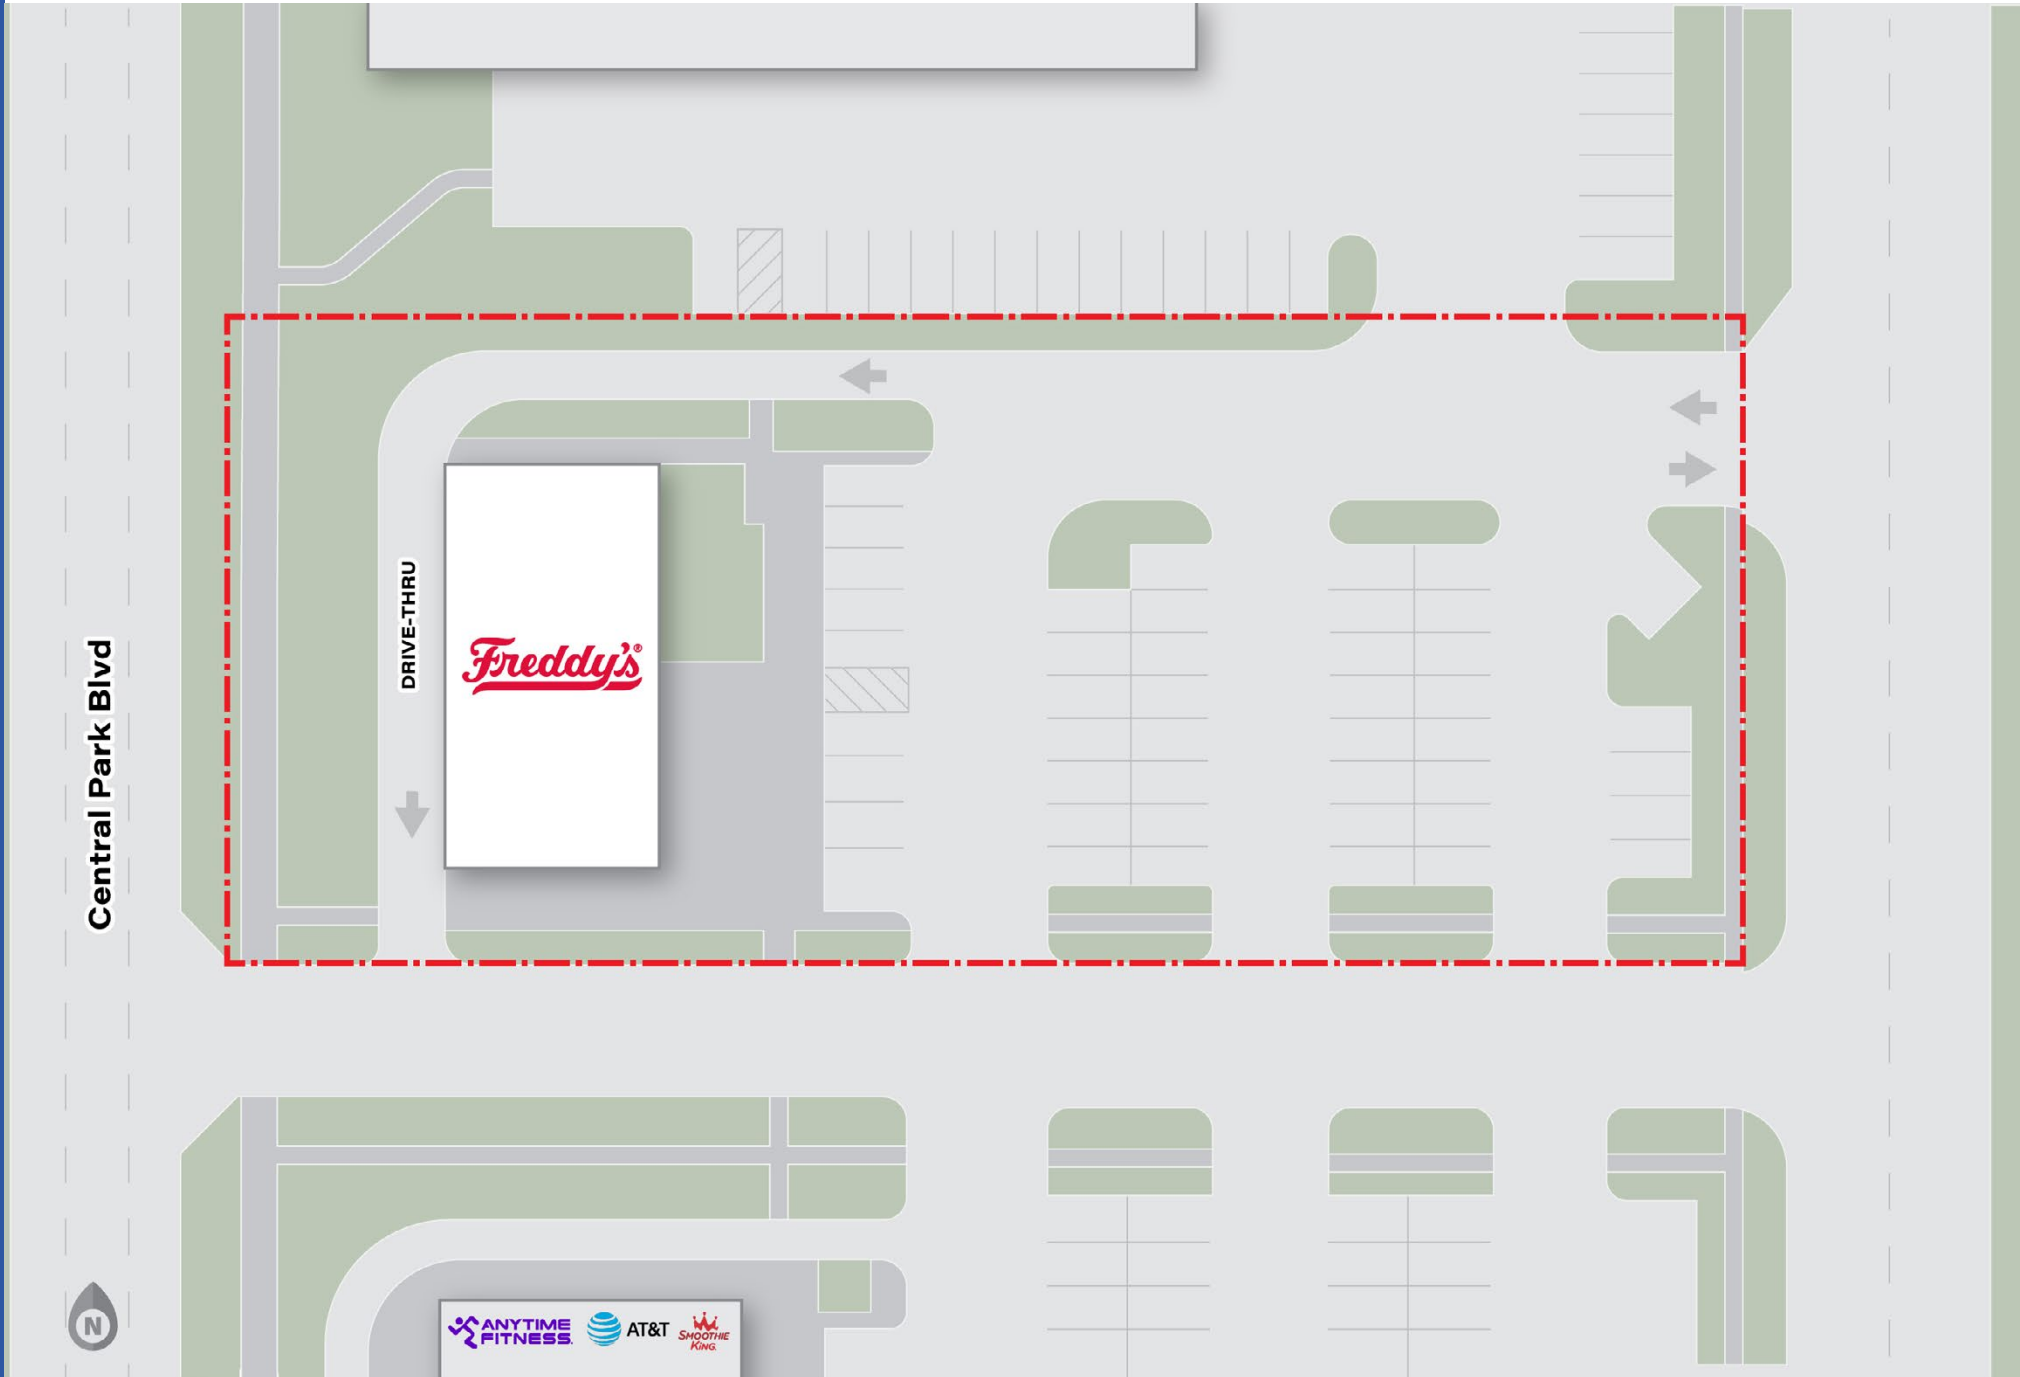 DRIVE-THRU
Freddy's®
Central Park Blvd
N
ANYTIME
FITNESS.
AT&T
SMOOTHIE
KING.